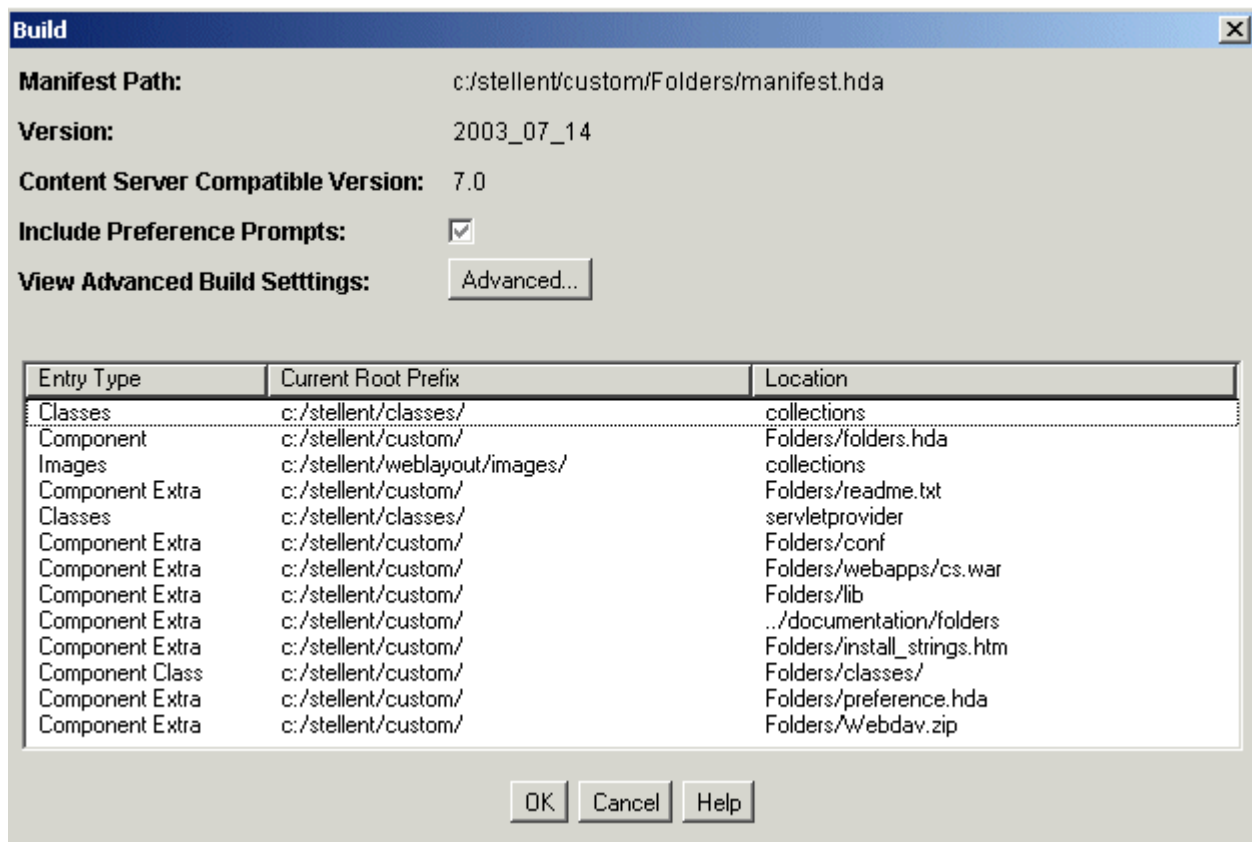 Build
Manifest Path: c:/stellent/custom/Folders/manifest.hda
Version: 2003_07_14
Content Server Compatible Version: 7.0
Include Preference Prompts:
View Advanced Build Setttings: Advanced...
Entry Type Current Root Prefix Location
Classes c:/stellent/classes/ collections
Component c:/stellent/custom/ Folders/folders.hda
Images c:/stellent/weblayout/images/ collections
Component Extra c:/stellent/custom/ Folders/readme.txt
Classes c:/stellent/classes/ servletprovider
Component Extra c:/stellent/custom/ Folders/conf
Component Extra c:/stellent/custom/ Folders/webapps/cs.war
Component Extra c:/stellent/custom/ Folders/lib
Component Extra c:/stellent/custom/ ../documentation/folders
Component Extra c:/stellent/custom/ Folders/install_strings.htm
Component Class c:/stellent/custom/ Folders/classes/
Component Extra c:/stellent/custom/ Folders/preference.hda
Component Extra c:/stellent/custom/ Folders/Webdav.zip
OK Cancel Help